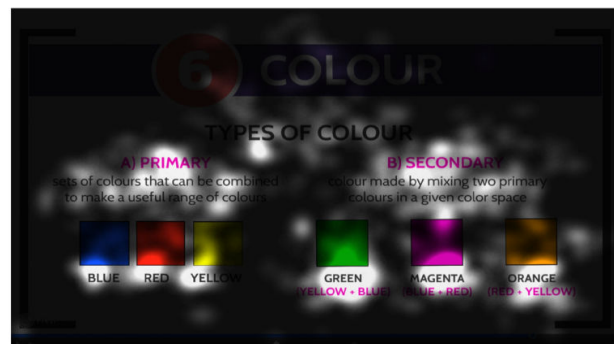 6 COLOUR
TYPES OF COLOUR
A) PRIMARY
sets of colours that can be combined
to make a useful range of colours
B) SECONDARY
colour made by mixing two primary
colours in a given color space
BLUE RED YELLOW
GREEN
(YELLOW + BLUE)
MAGENTA
(BLUE + RED)
ORANGE
(RED + YELLOW)